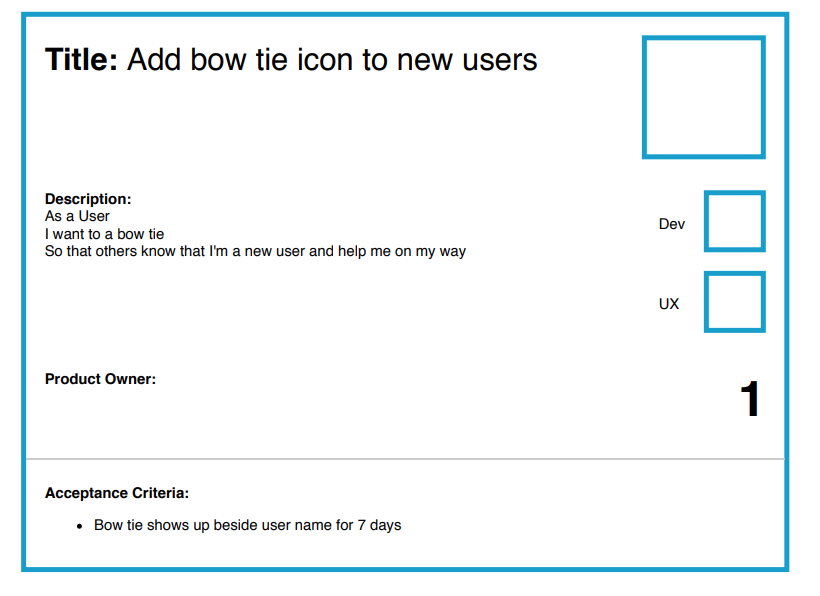 Title: Add bow tie icon to new users
Description:
As a User
I want to a bow tie
So that others know that I'm a new user and help me on my way
Dev
UX
Product Owner:
1
Acceptance Criteria:
• Bow tie shows up beside user name for 7 days